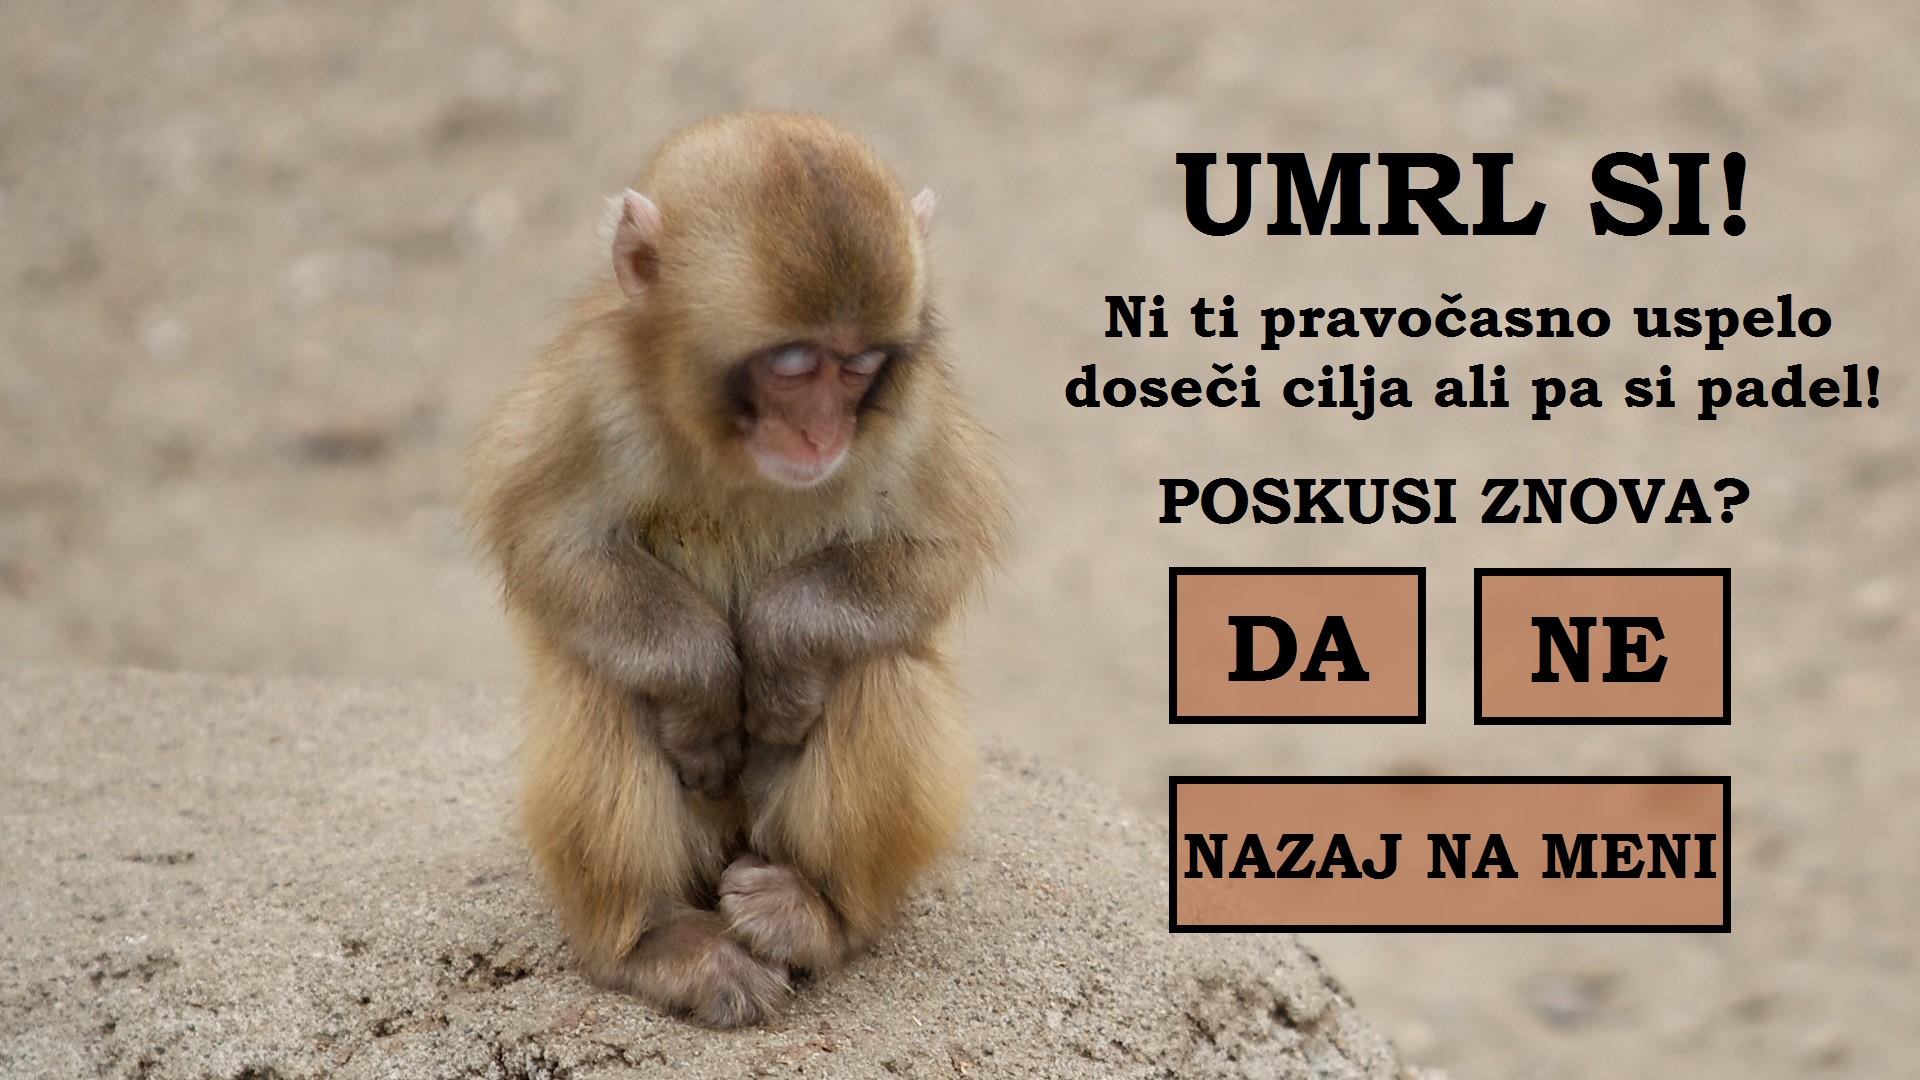 UMRL SI!
Ni ti pravočasno uspelo
doseči cilja ali pa si padel!
POSKUSI ZNOVA?
DA NE
NAZAJ NA MENI